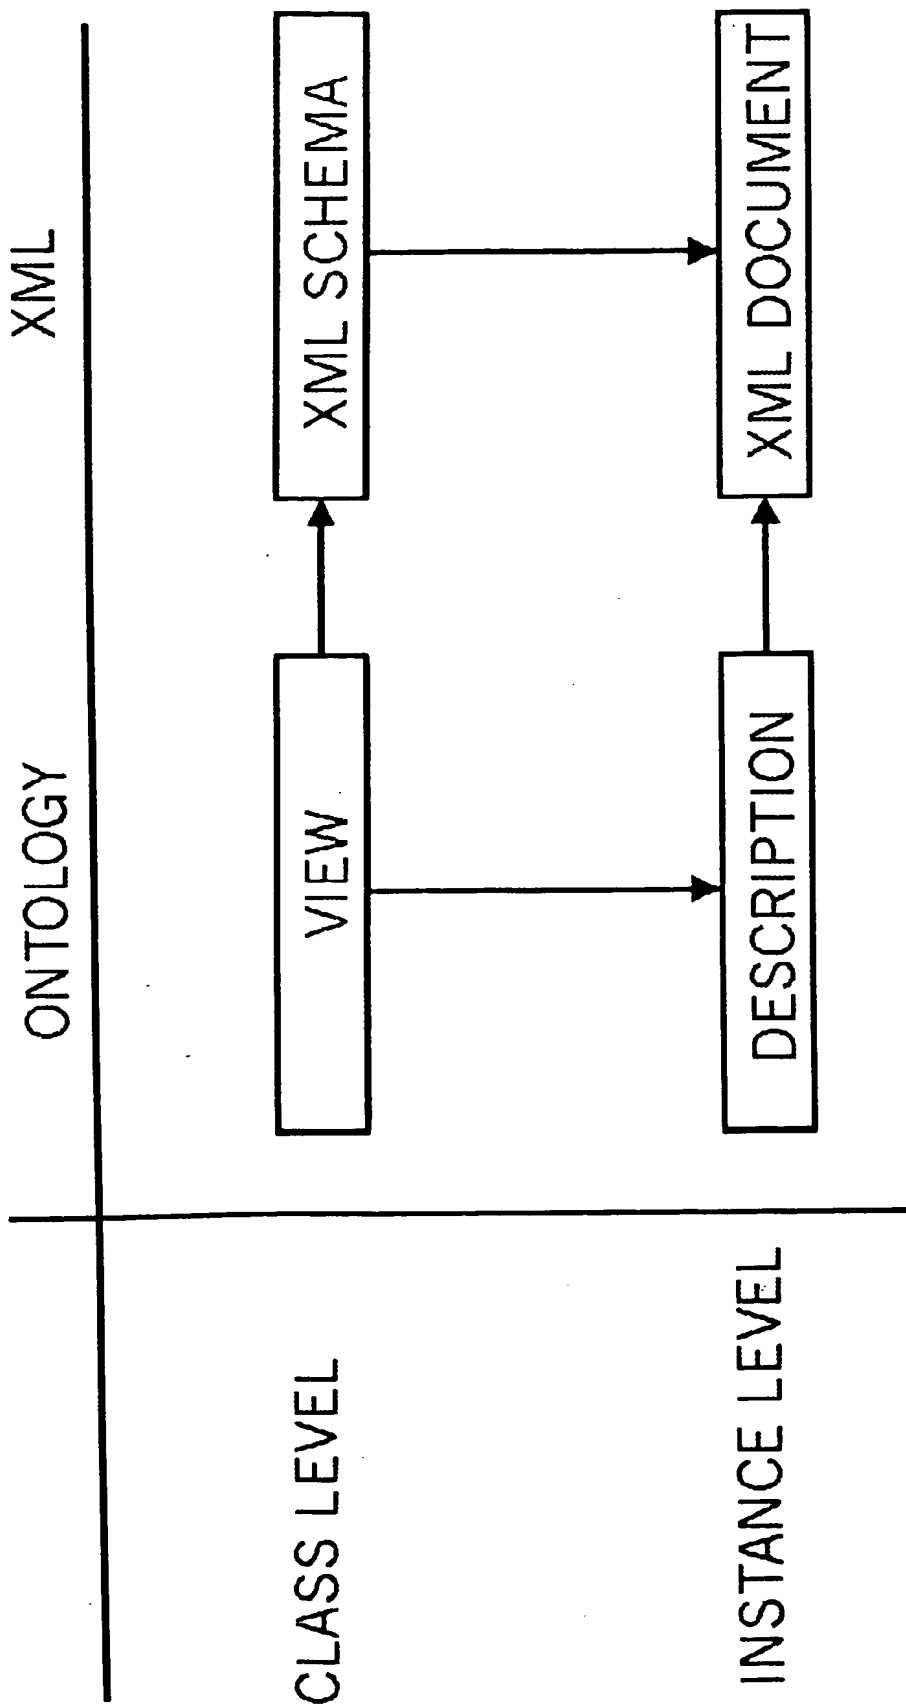 ONTOLOGY
XML
CLASS LEVEL
VIEW
XML SCHEMA
INSTANCE LEVEL
DESCRIPTION
XML DOCUMENT